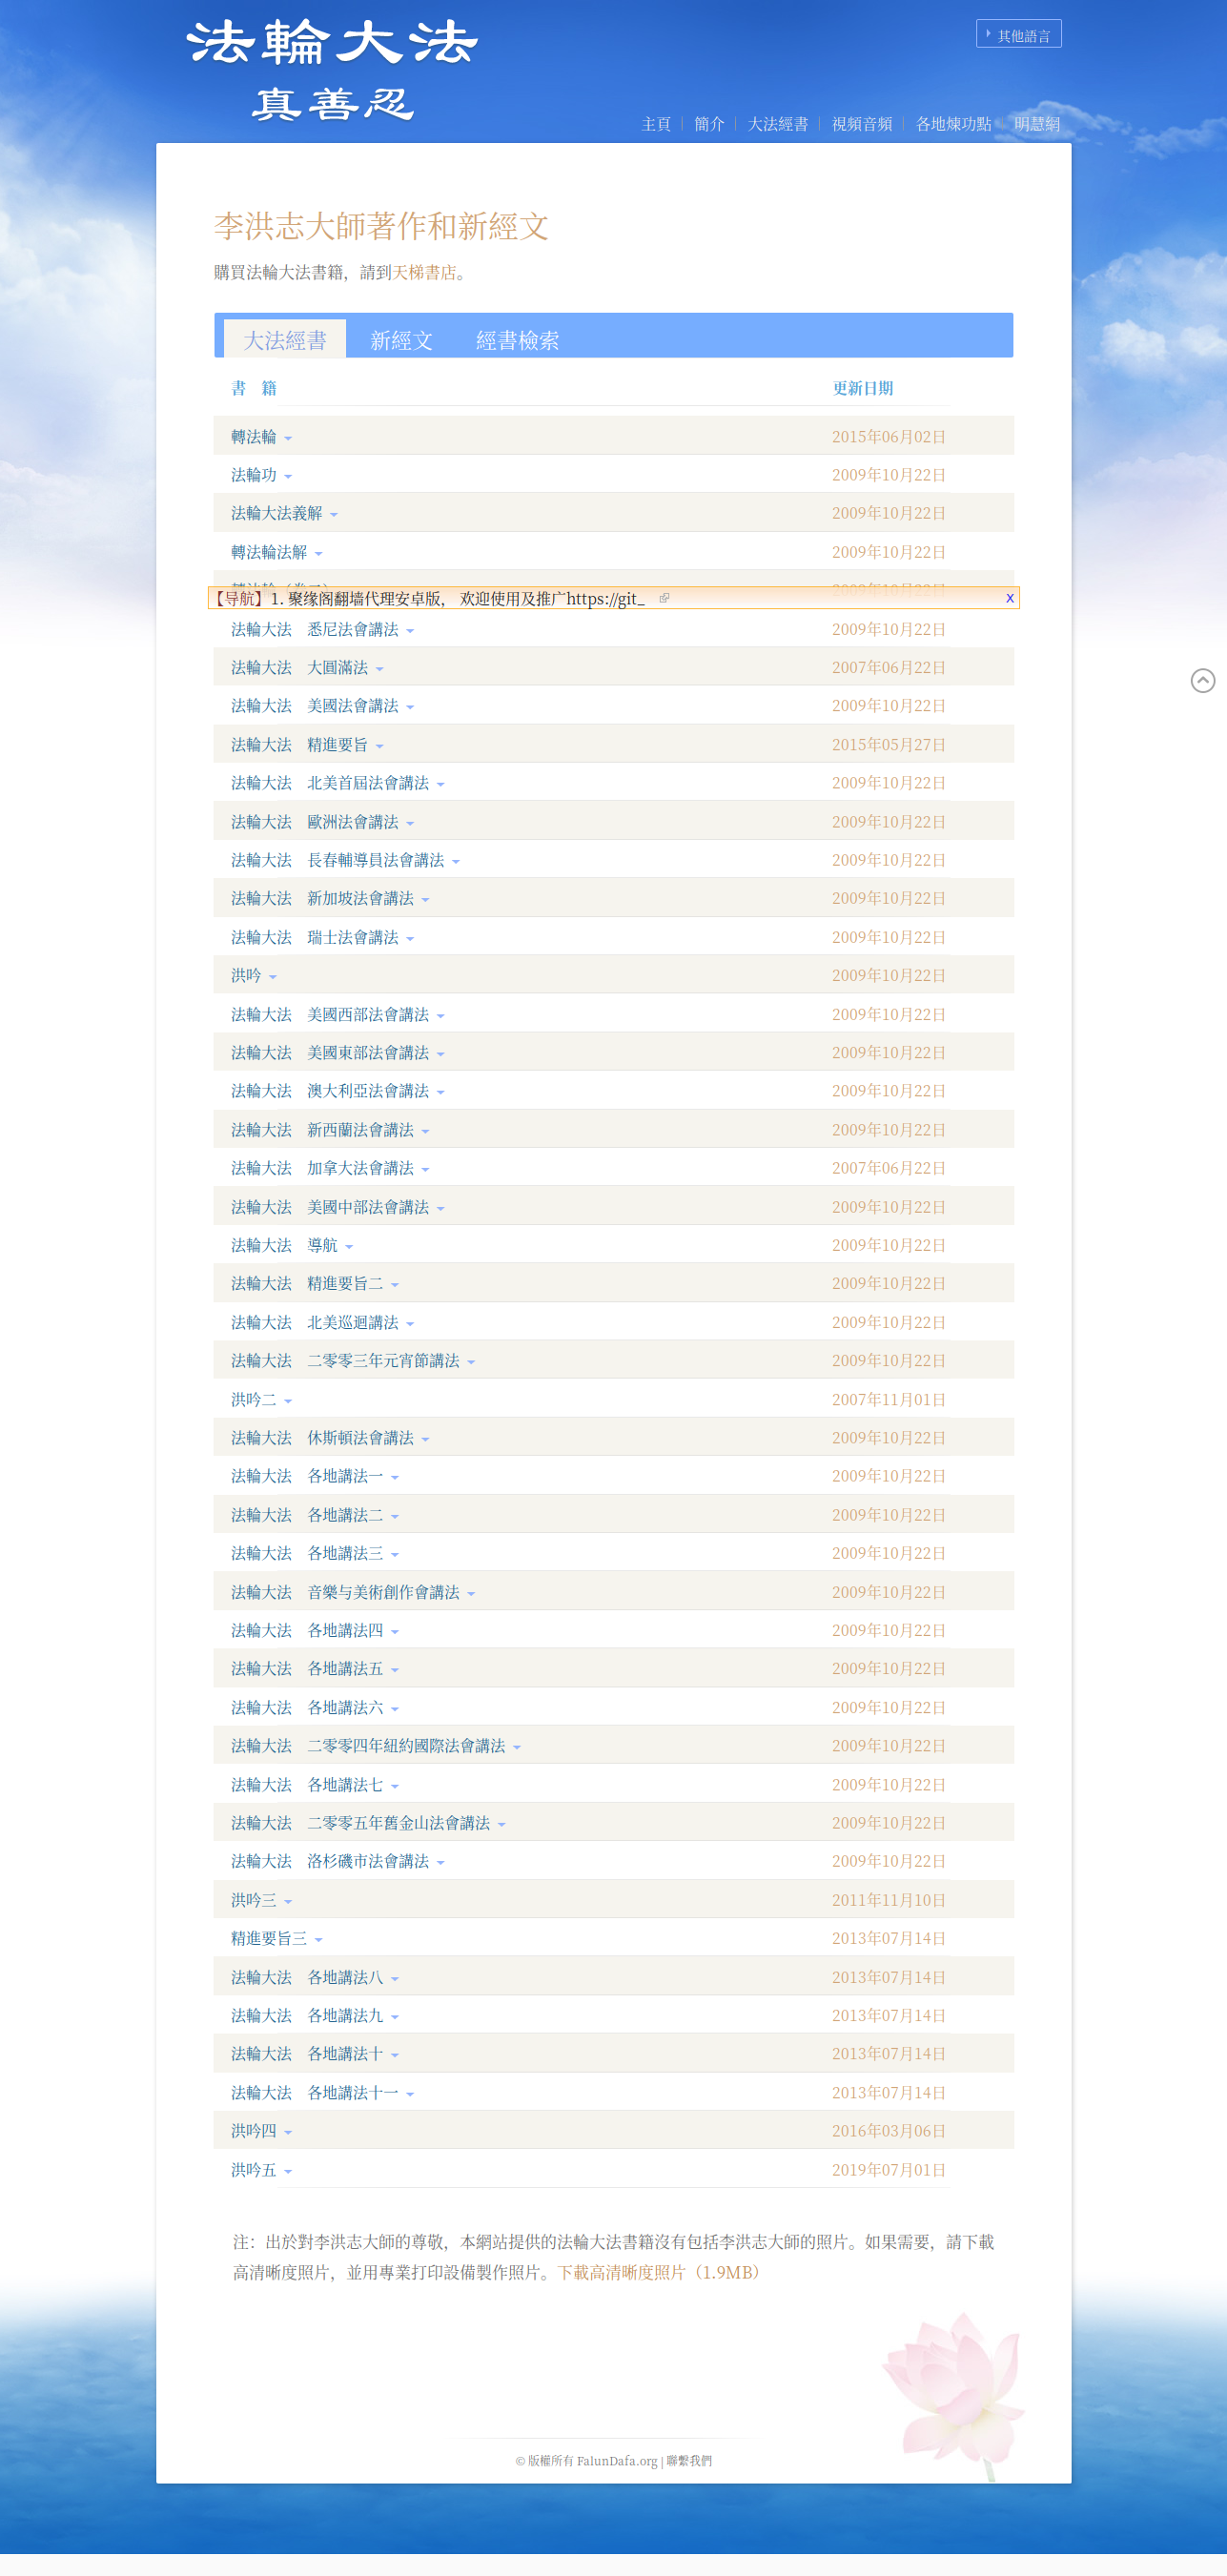 法輪大法
真善忍
其他語言
主頁 簡介 大法經書 視頻音頻 各地煉功點 明慧網
李洪志大師著作和新經文
購買法輪大法書籍，請到天梯書店。
大法經書 新經文 經書檢索
書　籍 更新日期
轉法輪 2015年06月02日
法輪功 2009年10月22日
法輪大法義解 2009年10月22日
轉法輪法解 2009年10月22日
轉法輪（卷二） 2009年10月22日
【导航】 1. 聚缘阁翻墙代理安卓版， 欢迎使用及推广https://git_ x
法輪大法　悉尼法會講法 2009年10月22日
法輪大法　大圓滿法 2007年06月22日
法輪大法　美國法會講法 2009年10月22日
法輪大法　精進要旨 2015年05月27日
法輪大法　北美首屆法會講法 2009年10月22日
法輪大法　歐洲法會講法 2009年10月22日
法輪大法　長春輔導員法會講法 2009年10月22日
法輪大法　新加坡法會講法 2009年10月22日
法輪大法　瑞士法會講法 2009年10月22日
洪吟 2009年10月22日
法輪大法　美國西部法會講法 2009年10月22日
法輪大法　美國東部法會講法 2009年10月22日
法輪大法　澳大利亞法會講法 2009年10月22日
法輪大法　新西蘭法會講法 2009年10月22日
法輪大法　加拿大法會講法 2007年06月22日
法輪大法　美國中部法會講法 2009年10月22日
法輪大法　導航 2009年10月22日
法輪大法　精進要旨二 2009年10月22日
法輪大法　北美巡迴講法 2009年10月22日
法輪大法　二零零三年元宵節講法 2009年10月22日
洪吟二 2007年11月01日
法輪大法　休斯頓法會講法 2009年10月22日
法輪大法　各地講法一 2009年10月22日
法輪大法　各地講法二 2009年10月22日
法輪大法　各地講法三 2009年10月22日
法輪大法　音樂与美術創作會講法 2009年10月22日
法輪大法　各地講法四 2009年10月22日
法輪大法　各地講法五 2009年10月22日
法輪大法　各地講法六 2009年10月22日
法輪大法　二零零四年紐約國際法會講法 2009年10月22日
法輪大法　各地講法七 2009年10月22日
法輪大法　二零零五年舊金山法會講法 2009年10月22日
法輪大法　洛杉磯市法會講法 2009年10月22日
洪吟三 2011年11月10日
精進要旨三 2013年07月14日
法輪大法　各地講法八 2013年07月14日
法輪大法　各地講法九 2013年07月14日
法輪大法　各地講法十 2013年07月14日
法輪大法　各地講法十一 2013年07月14日
洪吟四 2016年03月06日
洪吟五 2019年07月01日
注：出於對李洪志大師的尊敬，本網站提供的法輪大法書籍沒有包括李洪志大師的照片。如果需要，請下載
高清晰度照片，並用專業打印設備製作照片。下載高清晰度照片（1.9MB）
© 版權所有 FalunDafa.org | 聯繫我們